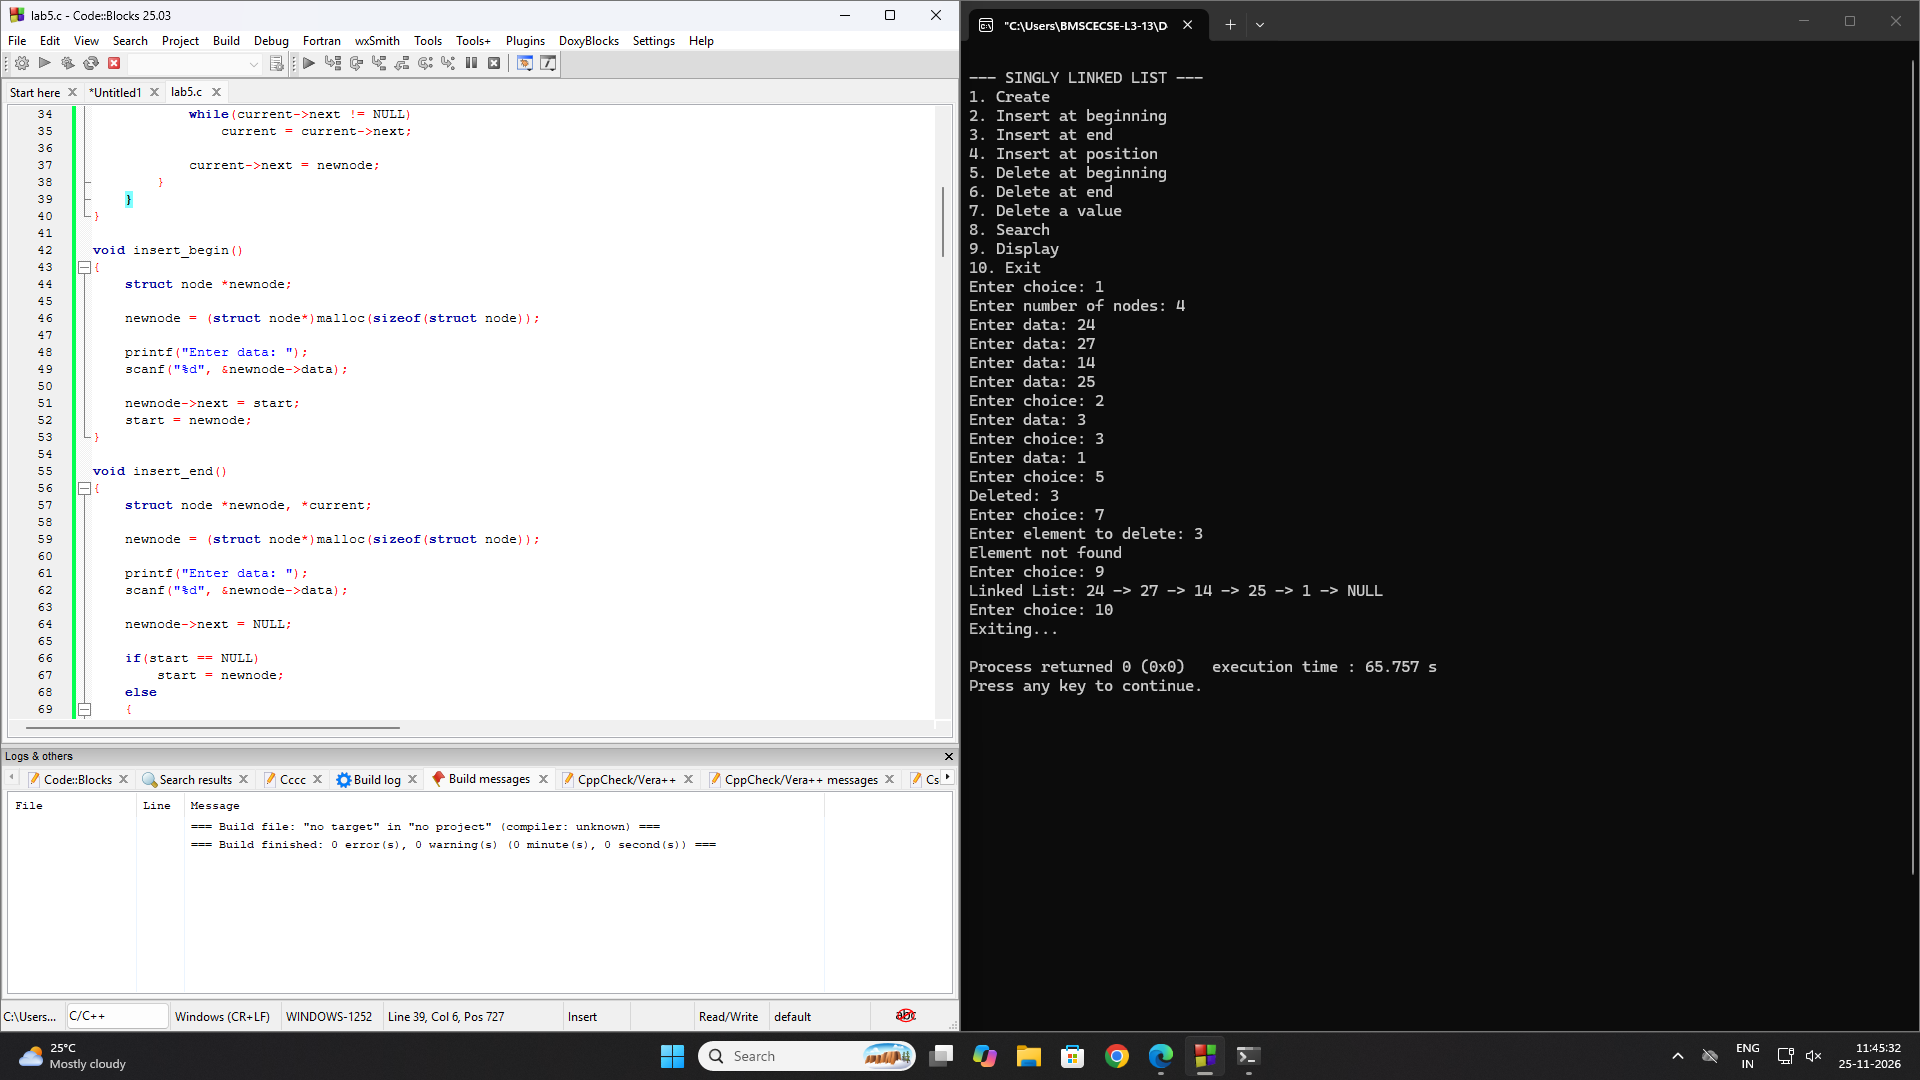 lab5.c - Code::Blocks 25.03
File Edit View Search Project Build Debug Fortran wxSmith Tools Tools+ Plugins DoxyBlocks Settings Help
Start here *Untitled1 lab5.c
34 while(current->next != NULL)
35 current = current->next;
36
37 current->next = newnode;
38 }
39 }
40 }
41
42 void insert_begin()
43 {
44 struct node *newnode;
45
46 newnode = (struct node*)malloc(sizeof(struct node));
47
48 printf("Enter data: ");
49 scanf("%d", &newnode->data);
50
51 newnode->next = start;
52 start = newnode;
53 }
54
55 void insert_end()
56 {
57 struct node *newnode, *current;
58
59 newnode = (struct node*)malloc(sizeof(struct node));
60
61 printf("Enter data: ");
62 scanf("%d", &newnode->data);
63
64 newnode->next = NULL;
65
66 if(start == NULL)
67 start = newnode;
68 else
69 {
Logs & others
Code::Blocks Search results Cccc Build log Build messages CppCheck/Vera++ CppCheck/Vera++ messages Cs
File Line Message
=== Build file: "no target" in "no project" (compiler: unknown) ===
=== Build finished: 0 error(s), 0 warning(s) (0 minute(s), 0 second(s)) ===
C:\Users... C/C++ Windows (CR+LF) WINDOWS-1252 Line 39, Col 6, Pos 727 Insert Read/Write default abc
"C:\Users\BMSCECSE-L3-13\D
--- SINGLY LINKED LIST ---
1. Create
2. Insert at beginning
3. Insert at end
4. Insert at position
5. Delete at beginning
6. Delete at end
7. Delete a value
8. Search
9. Display
10. Exit
Enter choice: 1
Enter number of nodes: 4
Enter data: 24
Enter data: 27
Enter data: 14
Enter data: 25
Enter choice: 2
Enter data: 3
Enter choice: 3
Enter data: 1
Enter choice: 5
Deleted: 3
Enter choice: 7
Enter element to delete: 3
Element not found
Enter choice: 9
Linked List: 24 -> 27 -> 14 -> 25 -> 1 -> NULL
Enter choice: 10
Exiting...
Process returned 0 (0x0) execution time : 65.757 s
Press any key to continue.
25°C
Mostly cloudy
Search
ENG
IN
11:45:32
25-11-2026